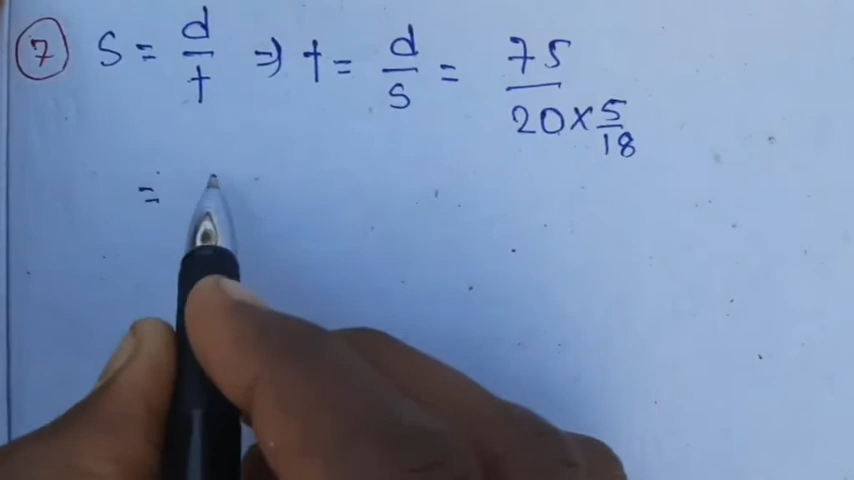 7 S = d/t ⇒ t = d/s = 75/(20×5/18)
=